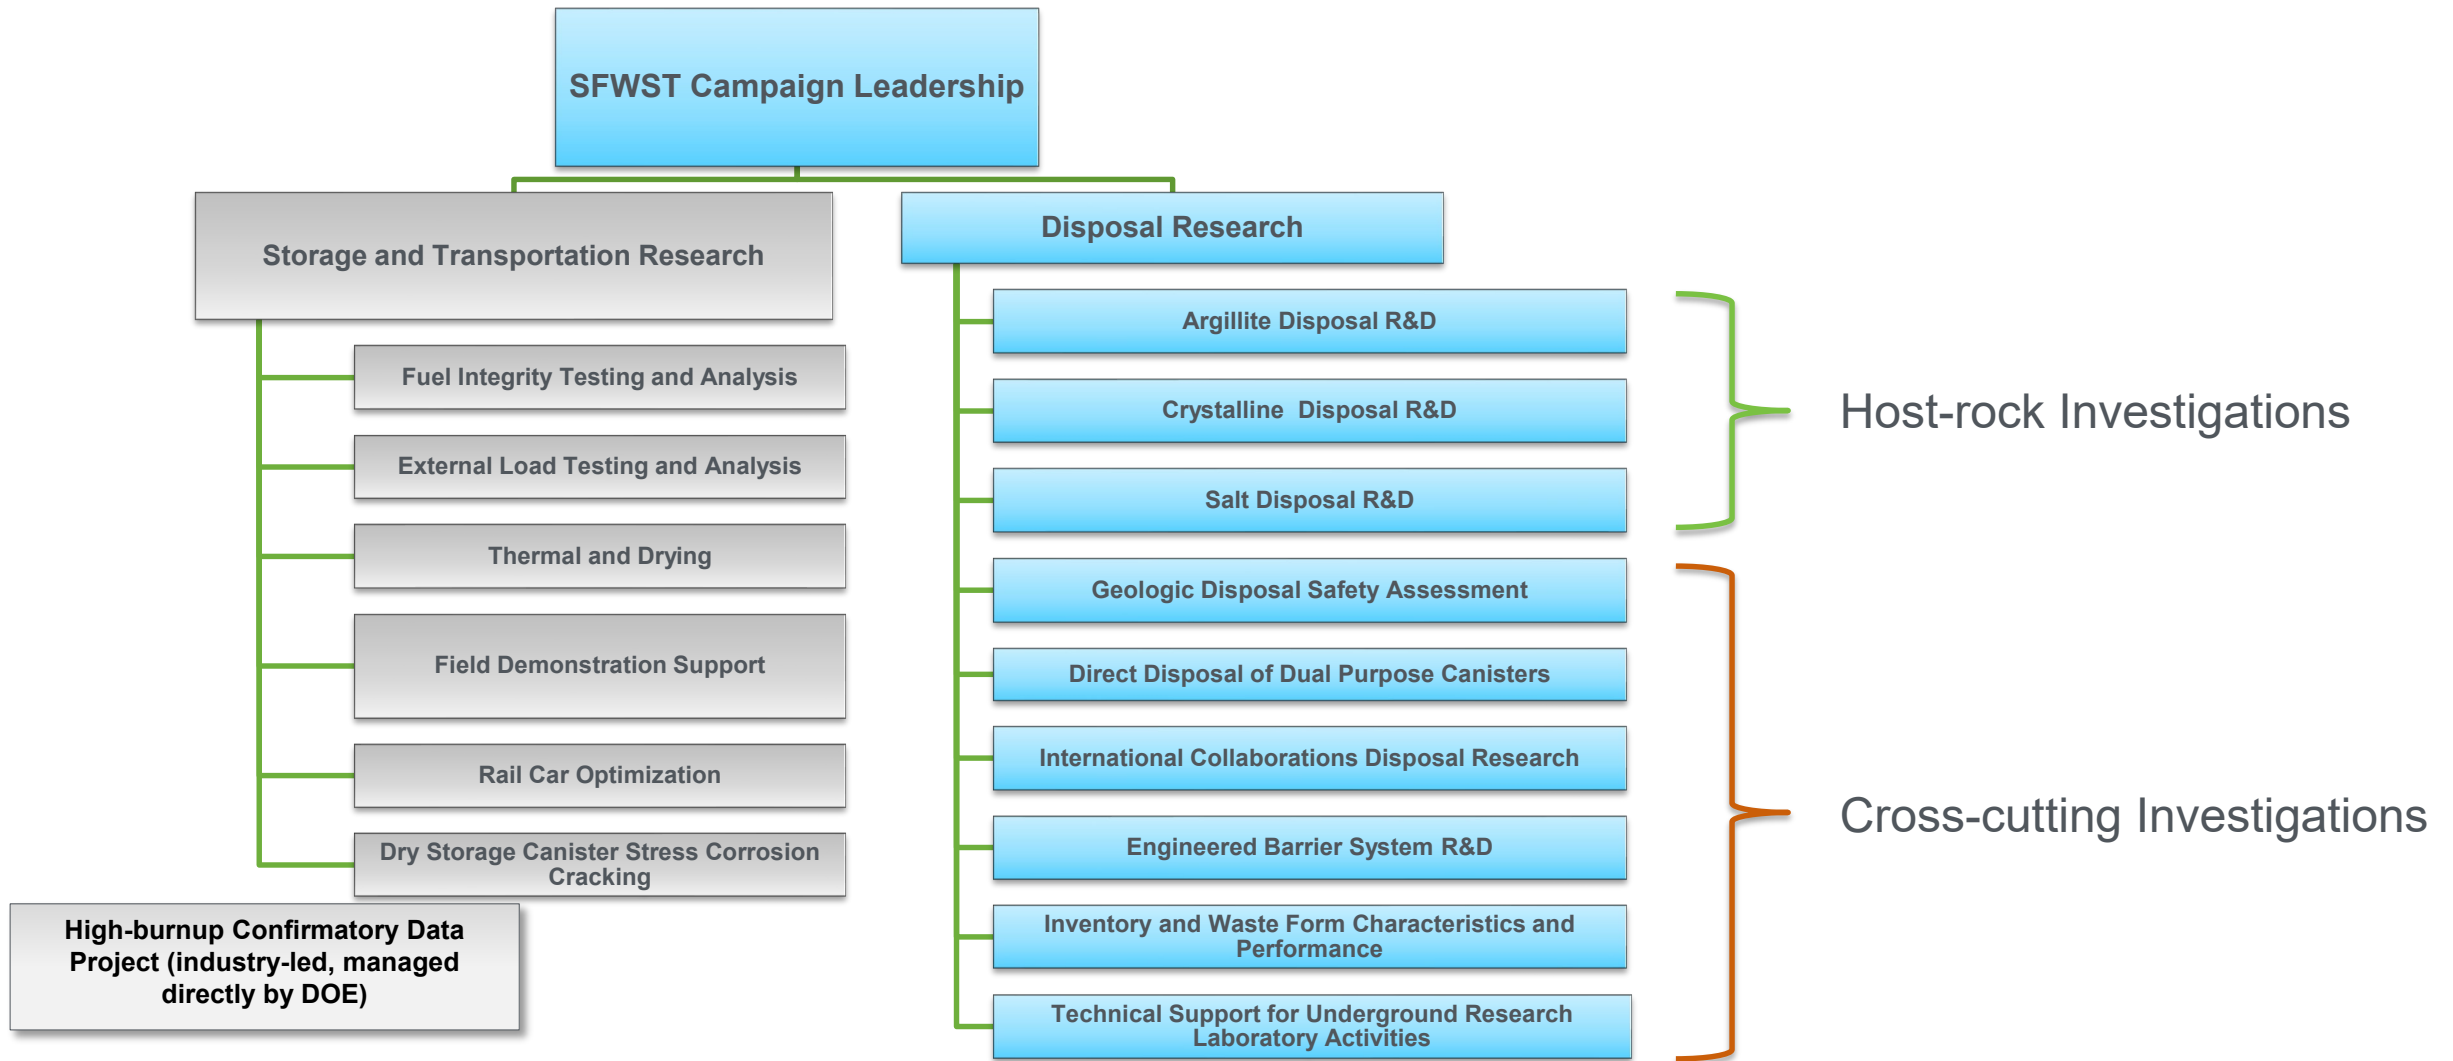 SFWST Campaign Leadership
Storage and Transportation Research
Fuel Integrity Testing and Analysis
External Load Testing and Analysis
Thermal and Drying
Field Demonstration Support
Rail Car Optimization
Dry Storage Canister Stress Corrosion
Cracking
High-burnup Confirmatory Data
Project (industry-led, managed
directly by DOE)
Disposal Research
Argillite Disposal R&D
Crystalline  Disposal R&D
Salt Disposal R&D
Geologic Disposal Safety Assessment
Direct Disposal of Dual Purpose Canisters
International Collaborations Disposal Research
Engineered Barrier System R&D
Inventory and Waste Form Characteristics and
Performance
Technical Support for Underground Research
Laboratory Activities
Host-rock Investigations
Cross-cutting Investigations